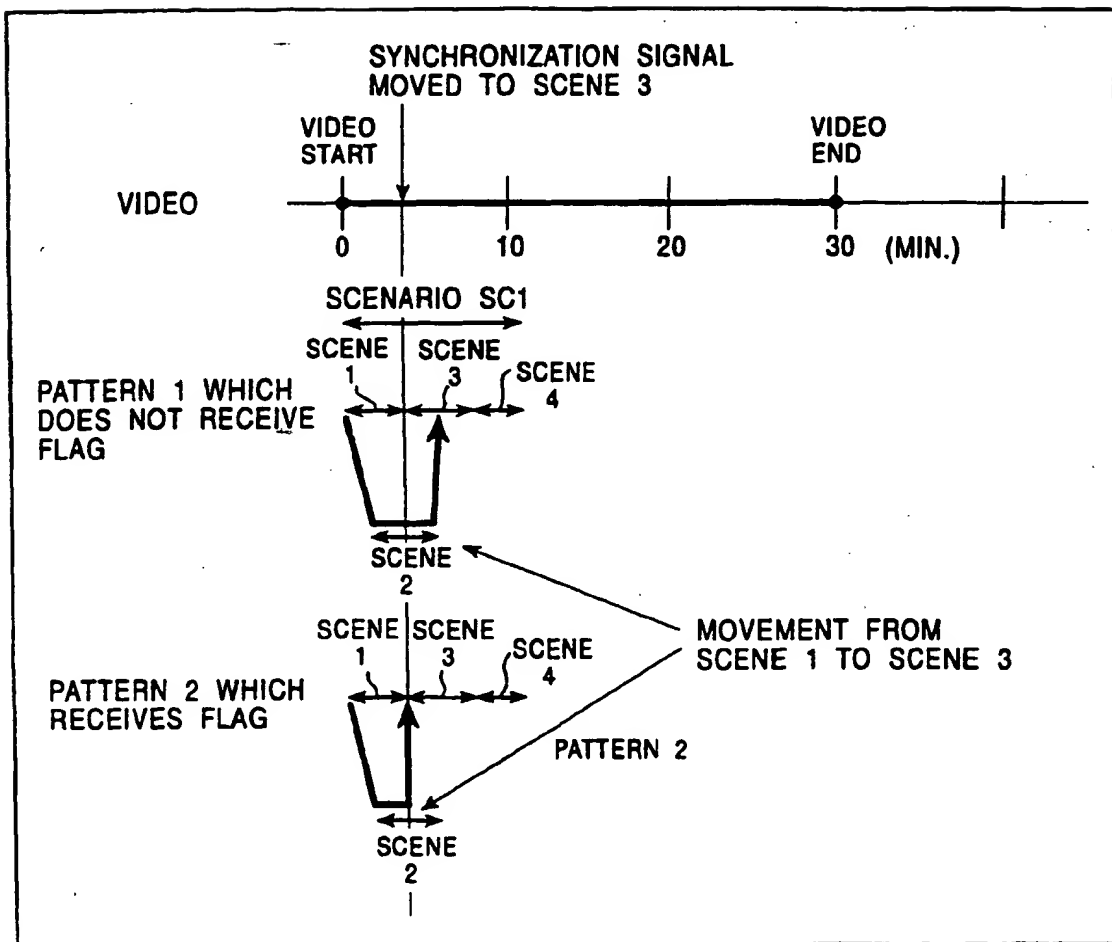 SYNCHRONIZATION SIGNAL
MOVED TO SCENE 3
VIDEO
START
VIDEO
END
VIDEO
0 10 20 30 (MIN.)
SCENARIO SC1
SCENE
1
SCENE
3
SCENE
4
PATTERN 1 WHICH
DOES NOT RECEIVE
FLAG
SCENE
2
SCENE
1
SCENE
3
SCENE
4
MOVEMENT FROM
SCENE 1 TO SCENE 3
PATTERN 2 WHICH
RECEIVES FLAG
PATTERN 2
SCENE
2